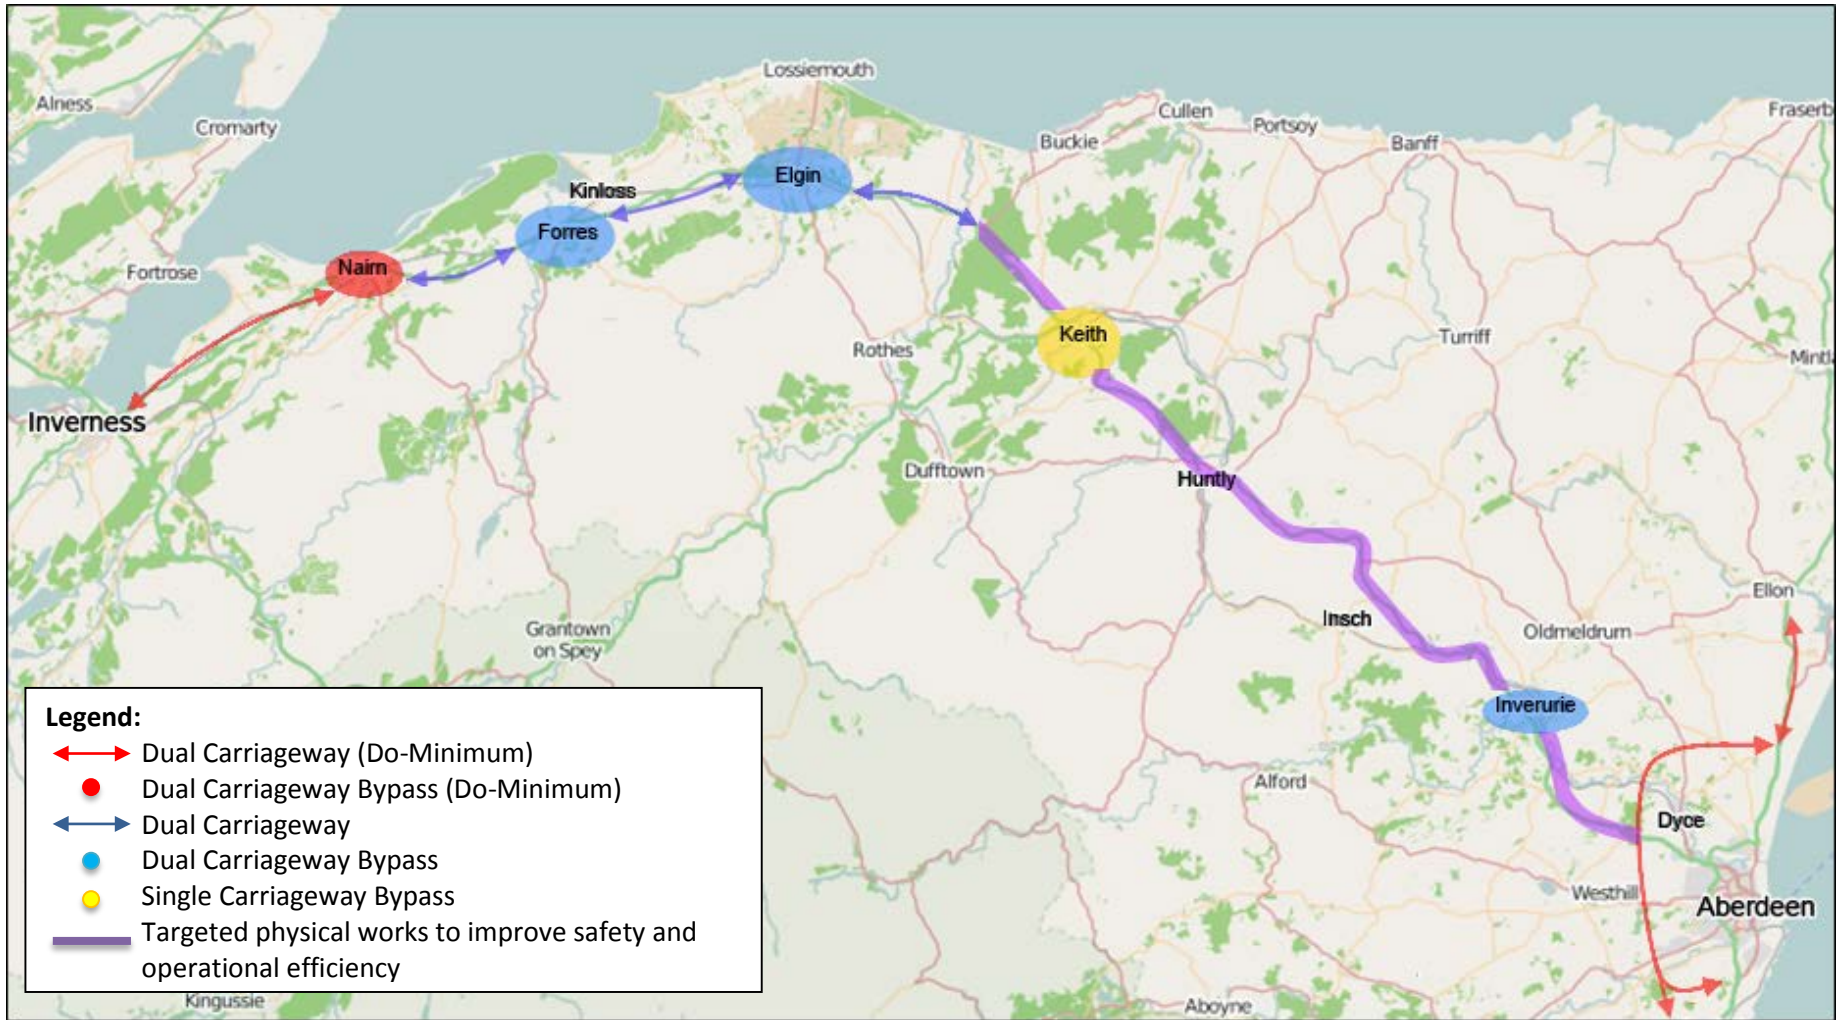 Lossiemouth
Alness
Cromarty
Fraserb
Cullen
Portsoy
Buckie
Banff
Elgin
Kinloss
Forres
Nairn
Fortrose
Keith
Turriff
Rothes
Mintla
Inverness
Dufftown
Huntly
Ellon
Insch
Grantown
on Spey
Oldmeldrum
Inverurie
Alford
Dyce
Westhill
Aberdeen
Legend:
Dual Carriageway (Do-Minimum)
Dual Carriageway Bypass (Do-Minimum)
Dual Carriageway
Dual Carriageway Bypass
Single Carriageway Bypass
Targeted physical works to improve safety and
operational efficiency
Kingussie
Aboyne